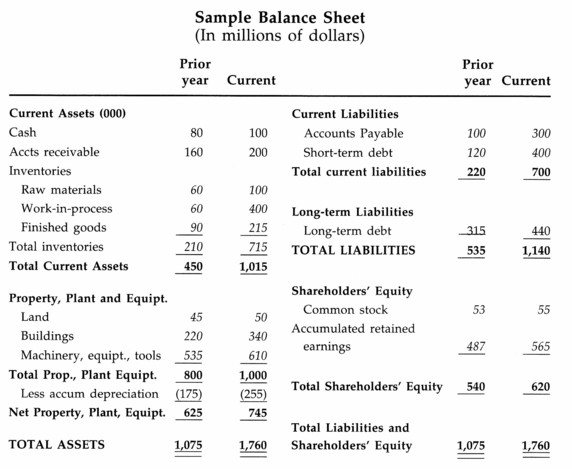 Sample Balance Sheet
(In millions of dollars)
Prior year Current
Current Assets (000)
Cash 80 100
Accts receivable 160 200
Inventories
Raw materials 60 100
Work-in-process 60 400
Finished goods 90 215
Total inventories 210 715
Total Current Assets 450 1,015
Property, Plant and Equipt.
Land 45 50
Buildings 220 340
Machinery, equipt., tools 535 610
Total Prop., Plant Equipt. 800 1,000
Less accum depreciation (175) (255)
Net Property, Plant, Equipt. 625 745
TOTAL ASSETS 1,075 1,760
Prior year Current
Current Liabilities
Accounts Payable 100 300
Short-term debt 120 400
Total current liabilities 220 700
Long-term Liabilities
Long-term debt 315 440
TOTAL LIABILITIES 535 1,140
Shareholders' Equity
Common stock 53 55
Accumulated retained
earnings 487 565
Total Shareholders' Equity 540 620
Total Liabilities and
Shareholders' Equity 1,075 1,760